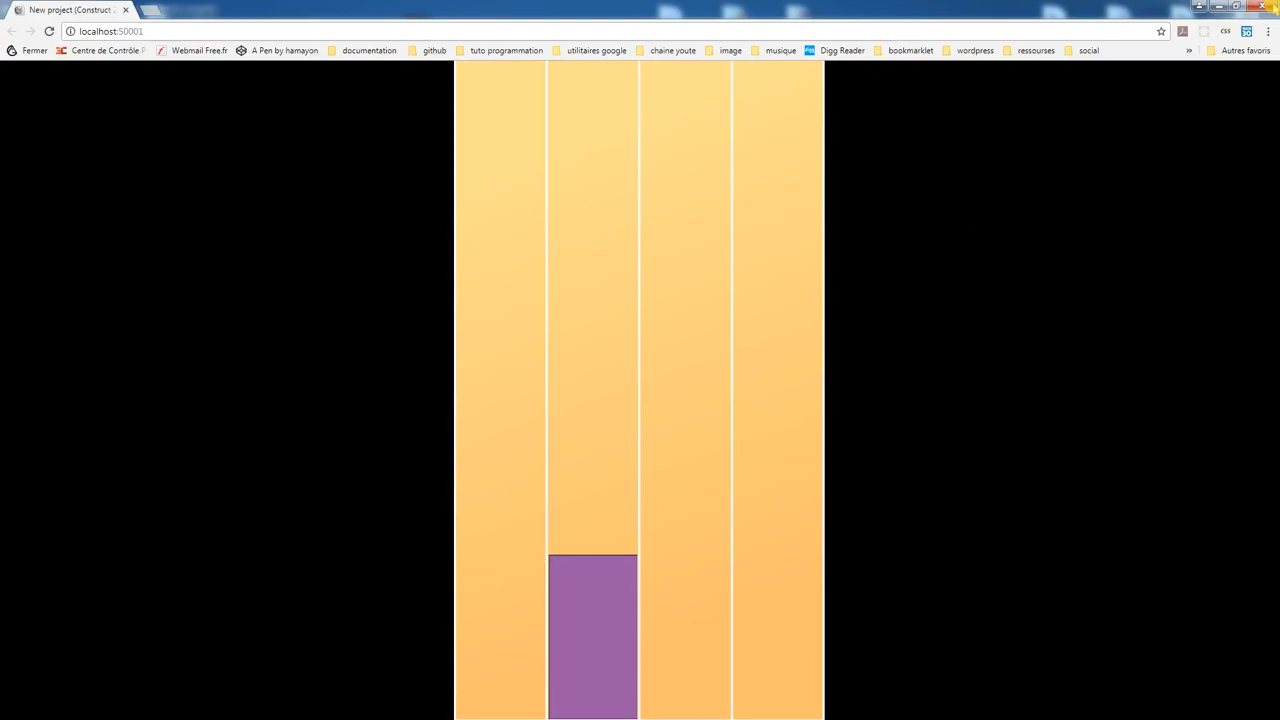 New project (Construct
localhost:50001
Fermer Centre de Contrôle Webmail Free.fr A Pen by hamayon documentation github tuto programmation utilitaires google chaine youte image musique Digg Reader bookmarklet wordpress ressourses social » Autres favoris